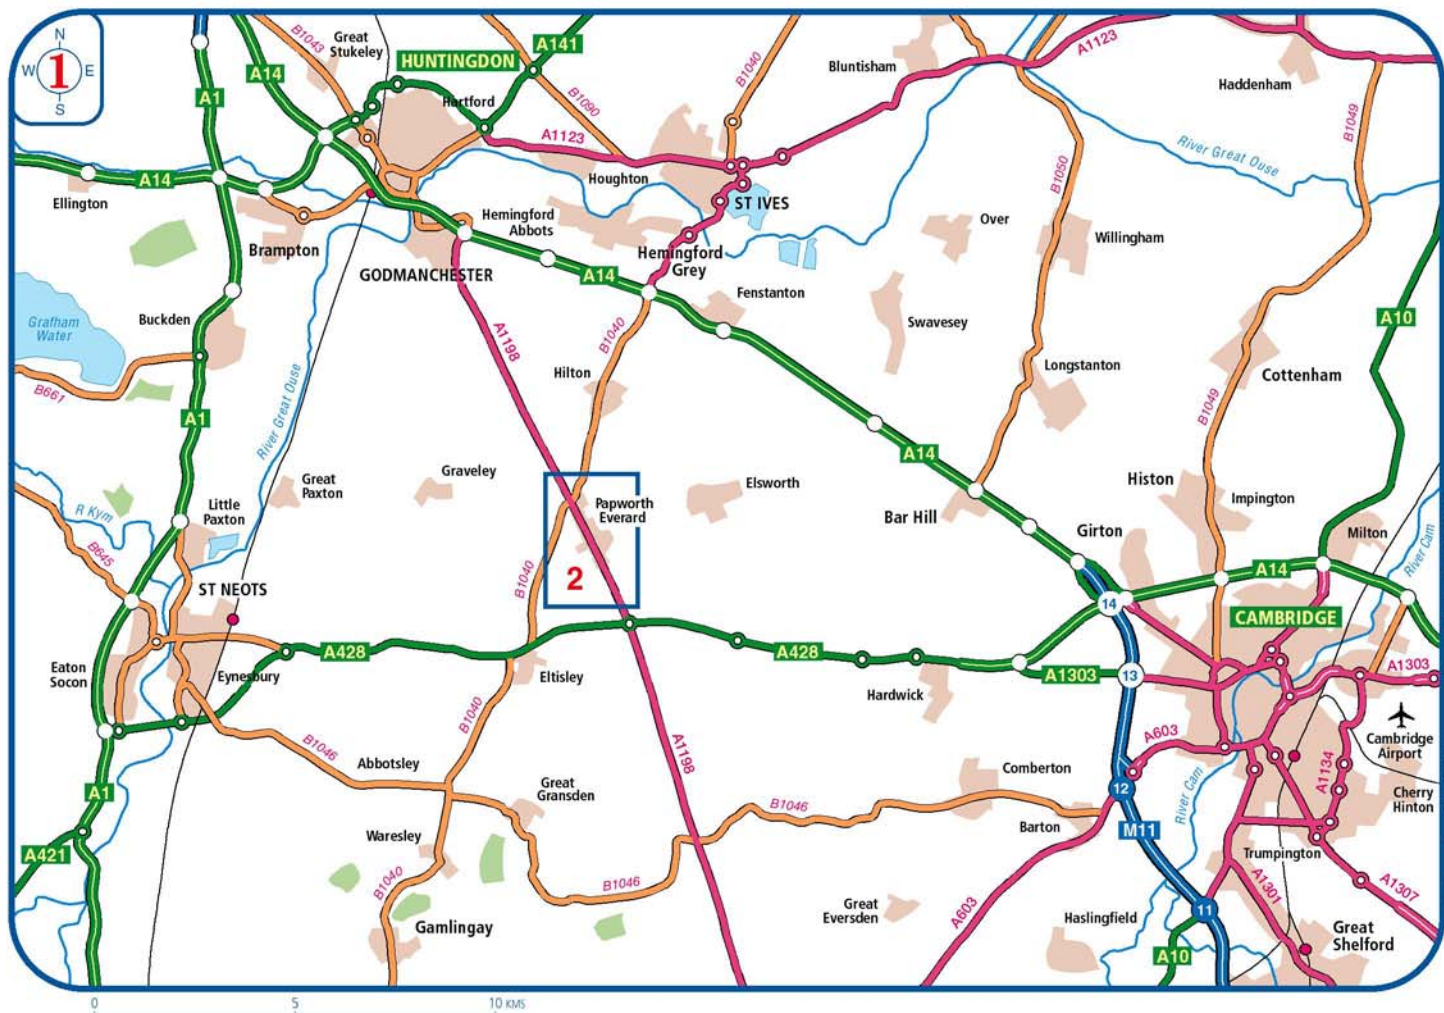 N
W 1 E
S
Great
Stukeley
B1043
A14
HUNTINGDON
A141
B1040
A1123
Bluntisham
Haddenham
A1
Hartford
B1090
A1123
B1049
River Great Ouse
B1050
A14
Ellington
Houghton
ST IVES
Hemingford
Abbots
Over
Willingham
Brampton
GODMANCHESTER
Hemingford
Grey
A14
Fenstanton
Grafham
Water
Buckden
A1198
B1040
Swavesey
A10
Hilton
Longstanton
Cottenham
B661
A1
River Great Ouse
B1049
A14
Great
Paxton
Graveley
Papworth
Everard
Elsworth
Bar Hill
Histon
Impington
Girton
Milton
River Cam
R Kym
Little
Paxton
B645
ST NEOTS
B1040
2
14
A14
CAMBRIDGE
Eaton
Socon
Eynesbury
A428
Eltisley
A428
Hardwick
A1303
13
A1303
Cambridge
Airport
B1046
B1040
A1198
A603
Abbotsley
Great
Gransden
Comberton
12
River Cam
A1134
Cherry
Hinton
A1
B1046
Barton
M11
Waresley
A421
Trumpington
B1040
B1046
Great
Eversden
A603
Haslingfield
11
A1301
A1307
Gamlingay
A10
Great
Shelford
0 5 10 KMS